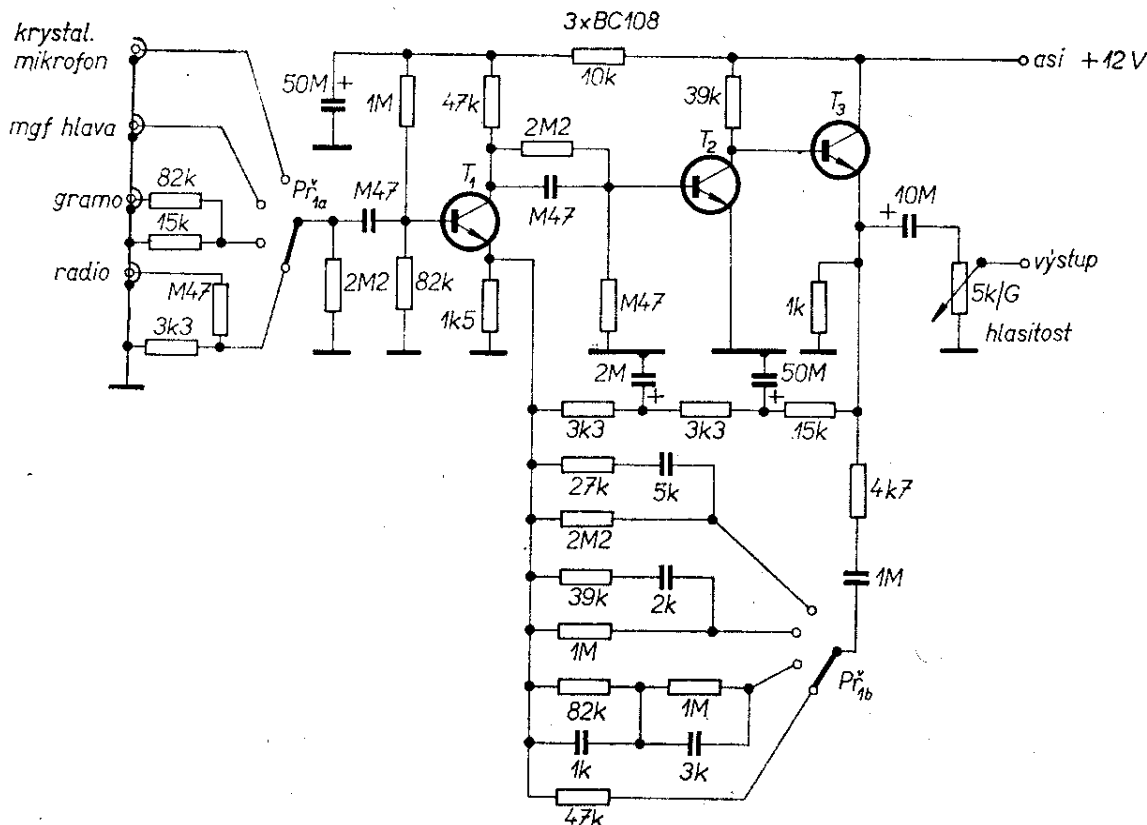 3xBC108
krystal.
mikrofon
mgf hlava
gramo
82k
15k
radio
M47
3k3
Př1a
50M
+
1M
47k
10k
39k
asi +12V
2M2
T1
T2
T3
M47
M47
2M2
82k
1k5
M47
10M
+
1k
5k/G
výstup
hlasitost
2M
+
50M
+
3k3
3k3
15k
27k
5k
4k7
2M2
1M
39k
2k
1M
Př1b
82k
1M
1k
3k
47k